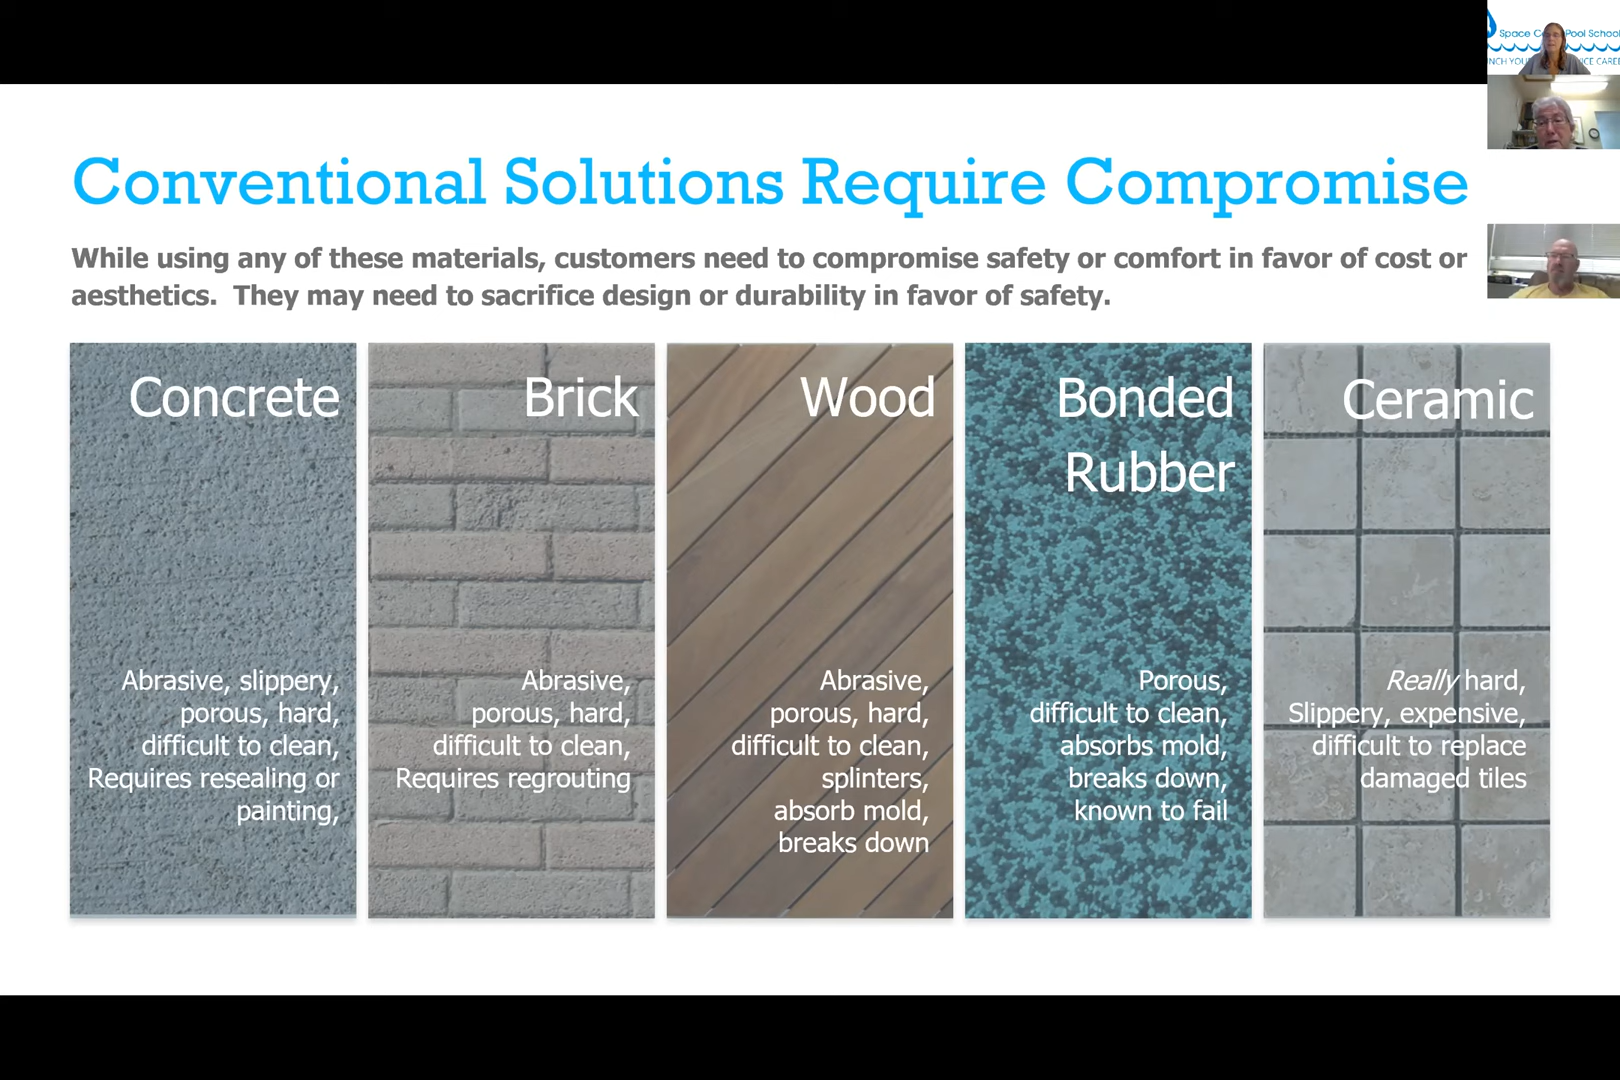 Conventional Solutions Require Compromise
While using any of these materials, customers need to compromise safety or comfort in favor of cost or
aesthetics.  They may need to sacrifice design or durability in favor of safety.
Concrete
Abrasive, slippery,
porous, hard,
difficult to clean,
Requires resealing or
painting,
Brick
Abrasive,
porous, hard,
difficult to clean,
Requires regrouting
Wood
Abrasive,
porous, hard,
difficult to clean,
splinters,
absorb mold,
breaks down
Bonded
Rubber
Porous,
difficult to clean,
absorbs mold,
breaks down,
known to fail
Ceramic
Really hard,
Slippery, expensive,
difficult to replace
damaged tiles
Space Pool School